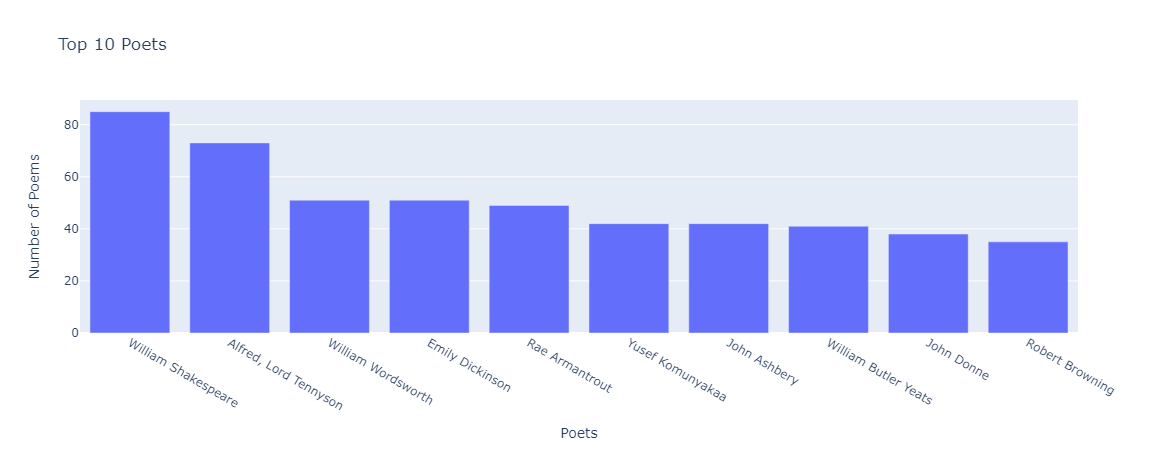 Top 10 Poets
Number of Poems
80
60
40
20
0
William Shakespeare
Alfred, Lord Tennyson
William Wordsworth
Emily Dickinson
Rae Armantrout
Yusef Komunyakaa
John Ashbery
William Butler Yeats
John Donne
Robert Browning
Poets